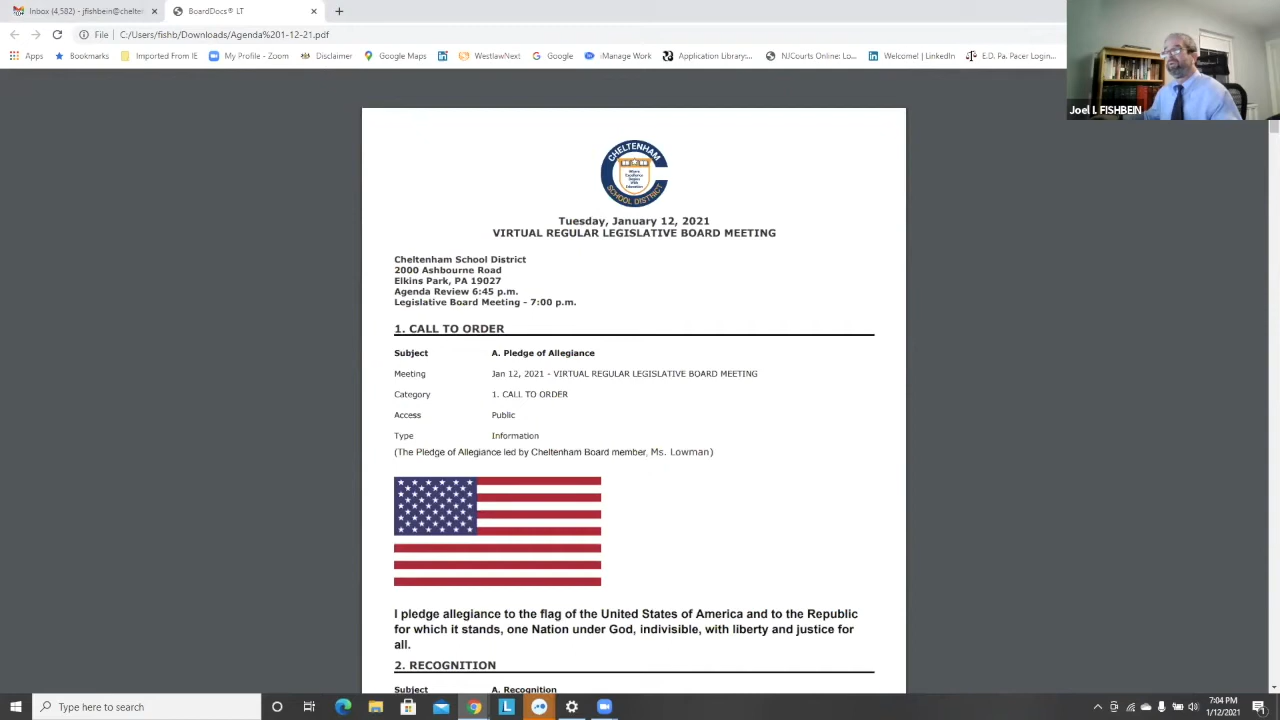 Inbox (4,582) - jfishbein@chelte
BoardDocs® LT
File
C:/Users/fishb/Downloads/Agenda%201-12-21.pdf
Apps
Bookmarks
Imported From IE
My Profile - Zoom
Disclaimer
Google Maps
WestlawNext
Google
iManage Work
Application Library:...
NJCourts Online: Lo...
Welcome! | LinkedIn
E.D. Pa. Pacer Login...
Joel I. FISHBEIN
CHELTENHAM
SCHOOL DISTRICT
Tuesday, January 12, 2021
VIRTUAL REGULAR LEGISLATIVE BOARD MEETING
Cheltenham School District
2000 Ashbourne Road
Elkins Park, PA 19027
Agenda Review 6:45 p.m.
Legislative Board Meeting - 7:00 p.m.
1. CALL TO ORDER
Subject A. Pledge of Allegiance
Meeting Jan 12, 2021 - VIRTUAL REGULAR LEGISLATIVE BOARD MEETING
Category 1. CALL TO ORDER
Access Public
Type Information
(The Pledge of Allegiance led by Cheltenham Board member, Ms. Lowman)
I pledge allegiance to the flag of the United States of America and to the Republic
for which it stands, one Nation under God, indivisible, with liberty and justice for
all.
2. RECOGNITION
Subject A. Recognition
Type here to search
7:04 PM
1/12/2021